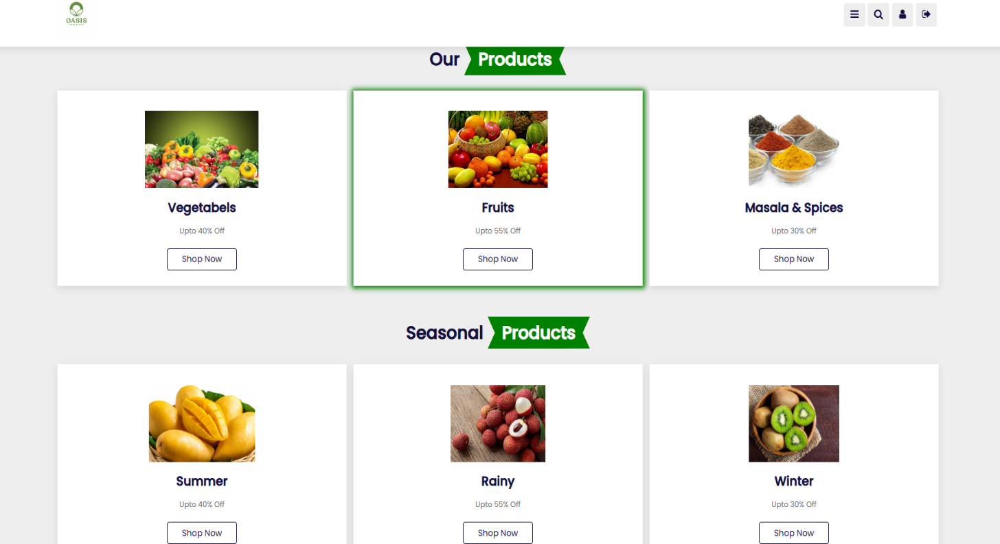 OASIS
Our Products
Vegetabels
Upto 40% Off
Shop Now
Fruits
Upto 55% Off
Shop Now
Masala & Spices
Upto 30% Off
Shop Now
Seasonal Products
Summer
Upto 40% Off
Shop Now
Rainy
Upto 55% Off
Shop Now
Winter
Upto 30% Off
Shop Now